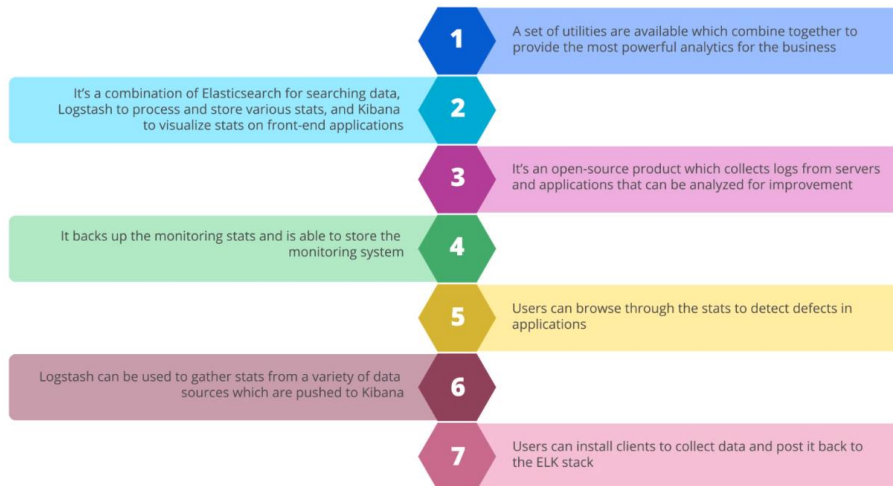 1
A set of utilities are available which combine together to
provide the most powerful analytics for the business
It's a combination of Elasticsearch for searching data,
Logstash to process and store various stats, and Kibana
to visualize stats on front-end applications
2
3
It's an open-source product which collects logs from servers
and applications that can be analyzed for improvement
It backs up the monitoring stats and is able to store the
monitoring system
4
5
Users can browse through the stats to detect defects in
applications
Logstash can be used to gather stats from a variety of data
sources which are pushed to Kibana
6
7
Users can install clients to collect data and post it back to
the ELK stack